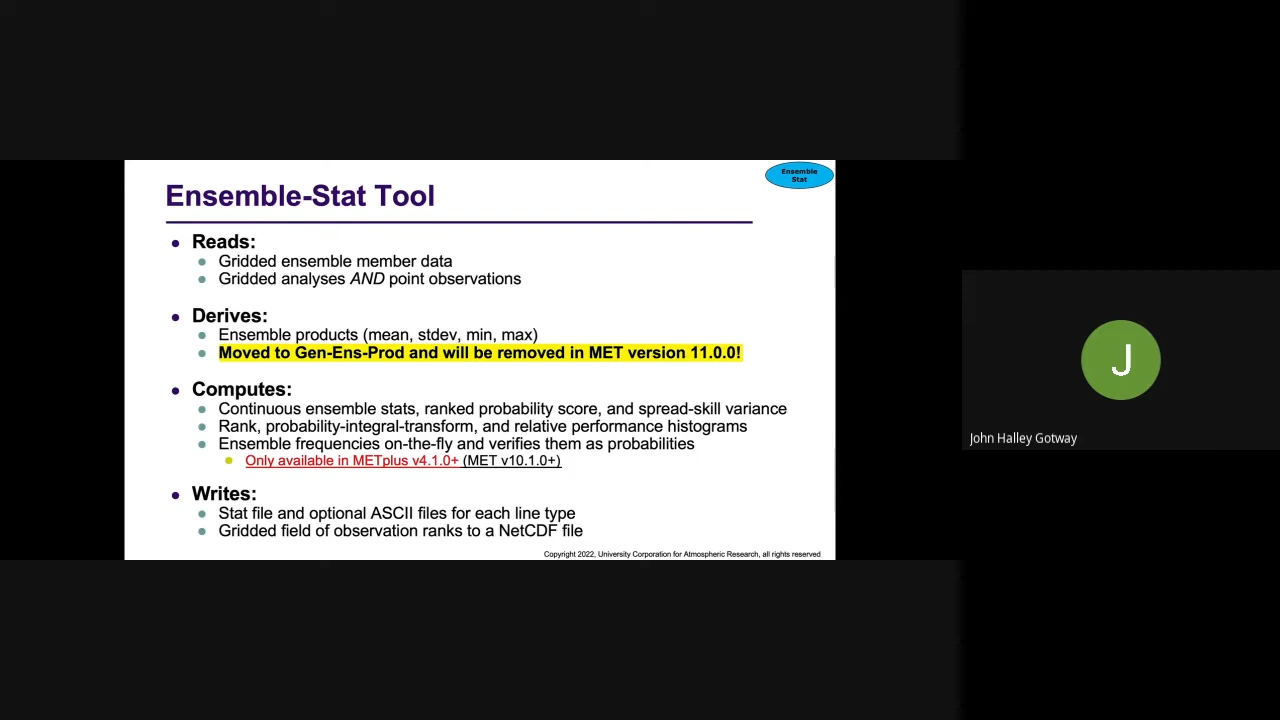 Ensemble
Stat
Ensemble-Stat Tool
Reads:
Gridded ensemble member data
Gridded analyses AND point observations
Derives:
Ensemble products (mean, stdev, min, max)
Moved to Gen-Ens-Prod and will be removed in MET version 11.0.0!
Computes:
Continuous ensemble stats, ranked probability score, and spread-skill variance
Rank, probability-integral-transform, and relative performance histograms
Ensemble frequencies on-the-fly and verifies them as probabilities
Only available in METplus v4.1.0+ (MET v10.1.0+)
Writes:
Stat file and optional ASCII files for each line type
Gridded field of observation ranks to a NetCDF file
Copyright 2022, University Corporation for Atmospheric Research, all rights reserved
J
John Halley Gotway